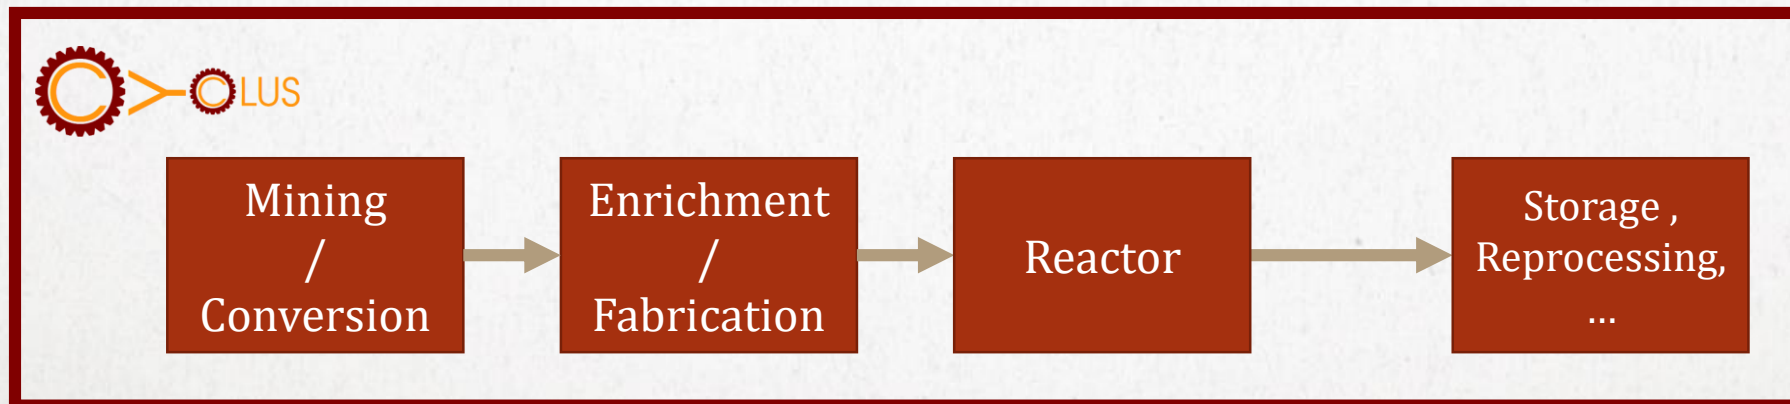 CYCLUS
Mining
/
Conversion
Enrichment
/
Fabrication
Reactor
Storage ,
Reprocessing,
...